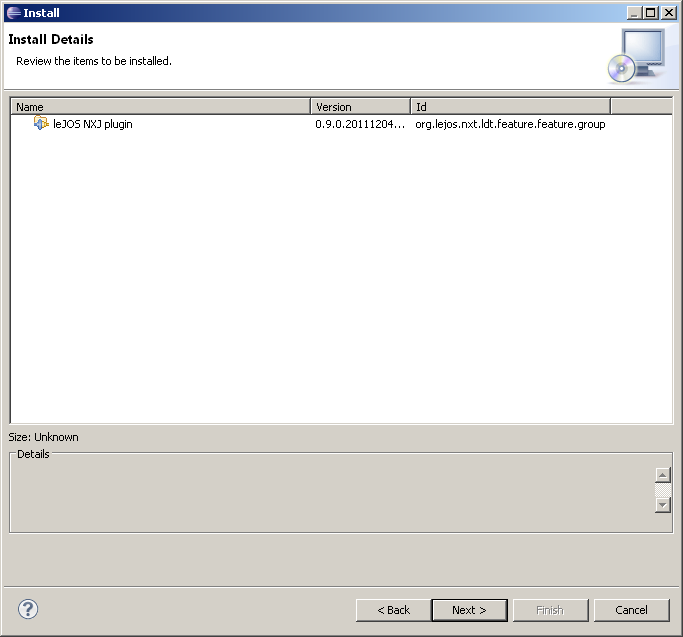 Install
Install Details
Review the items to be installed.
Name Version Id
leJOS NXJ plugin 0.9.0.20111204... org.lejos.nxt.ldt.feature.feature.group
Size: Unknown
Details
? < Back Next > Finish Cancel